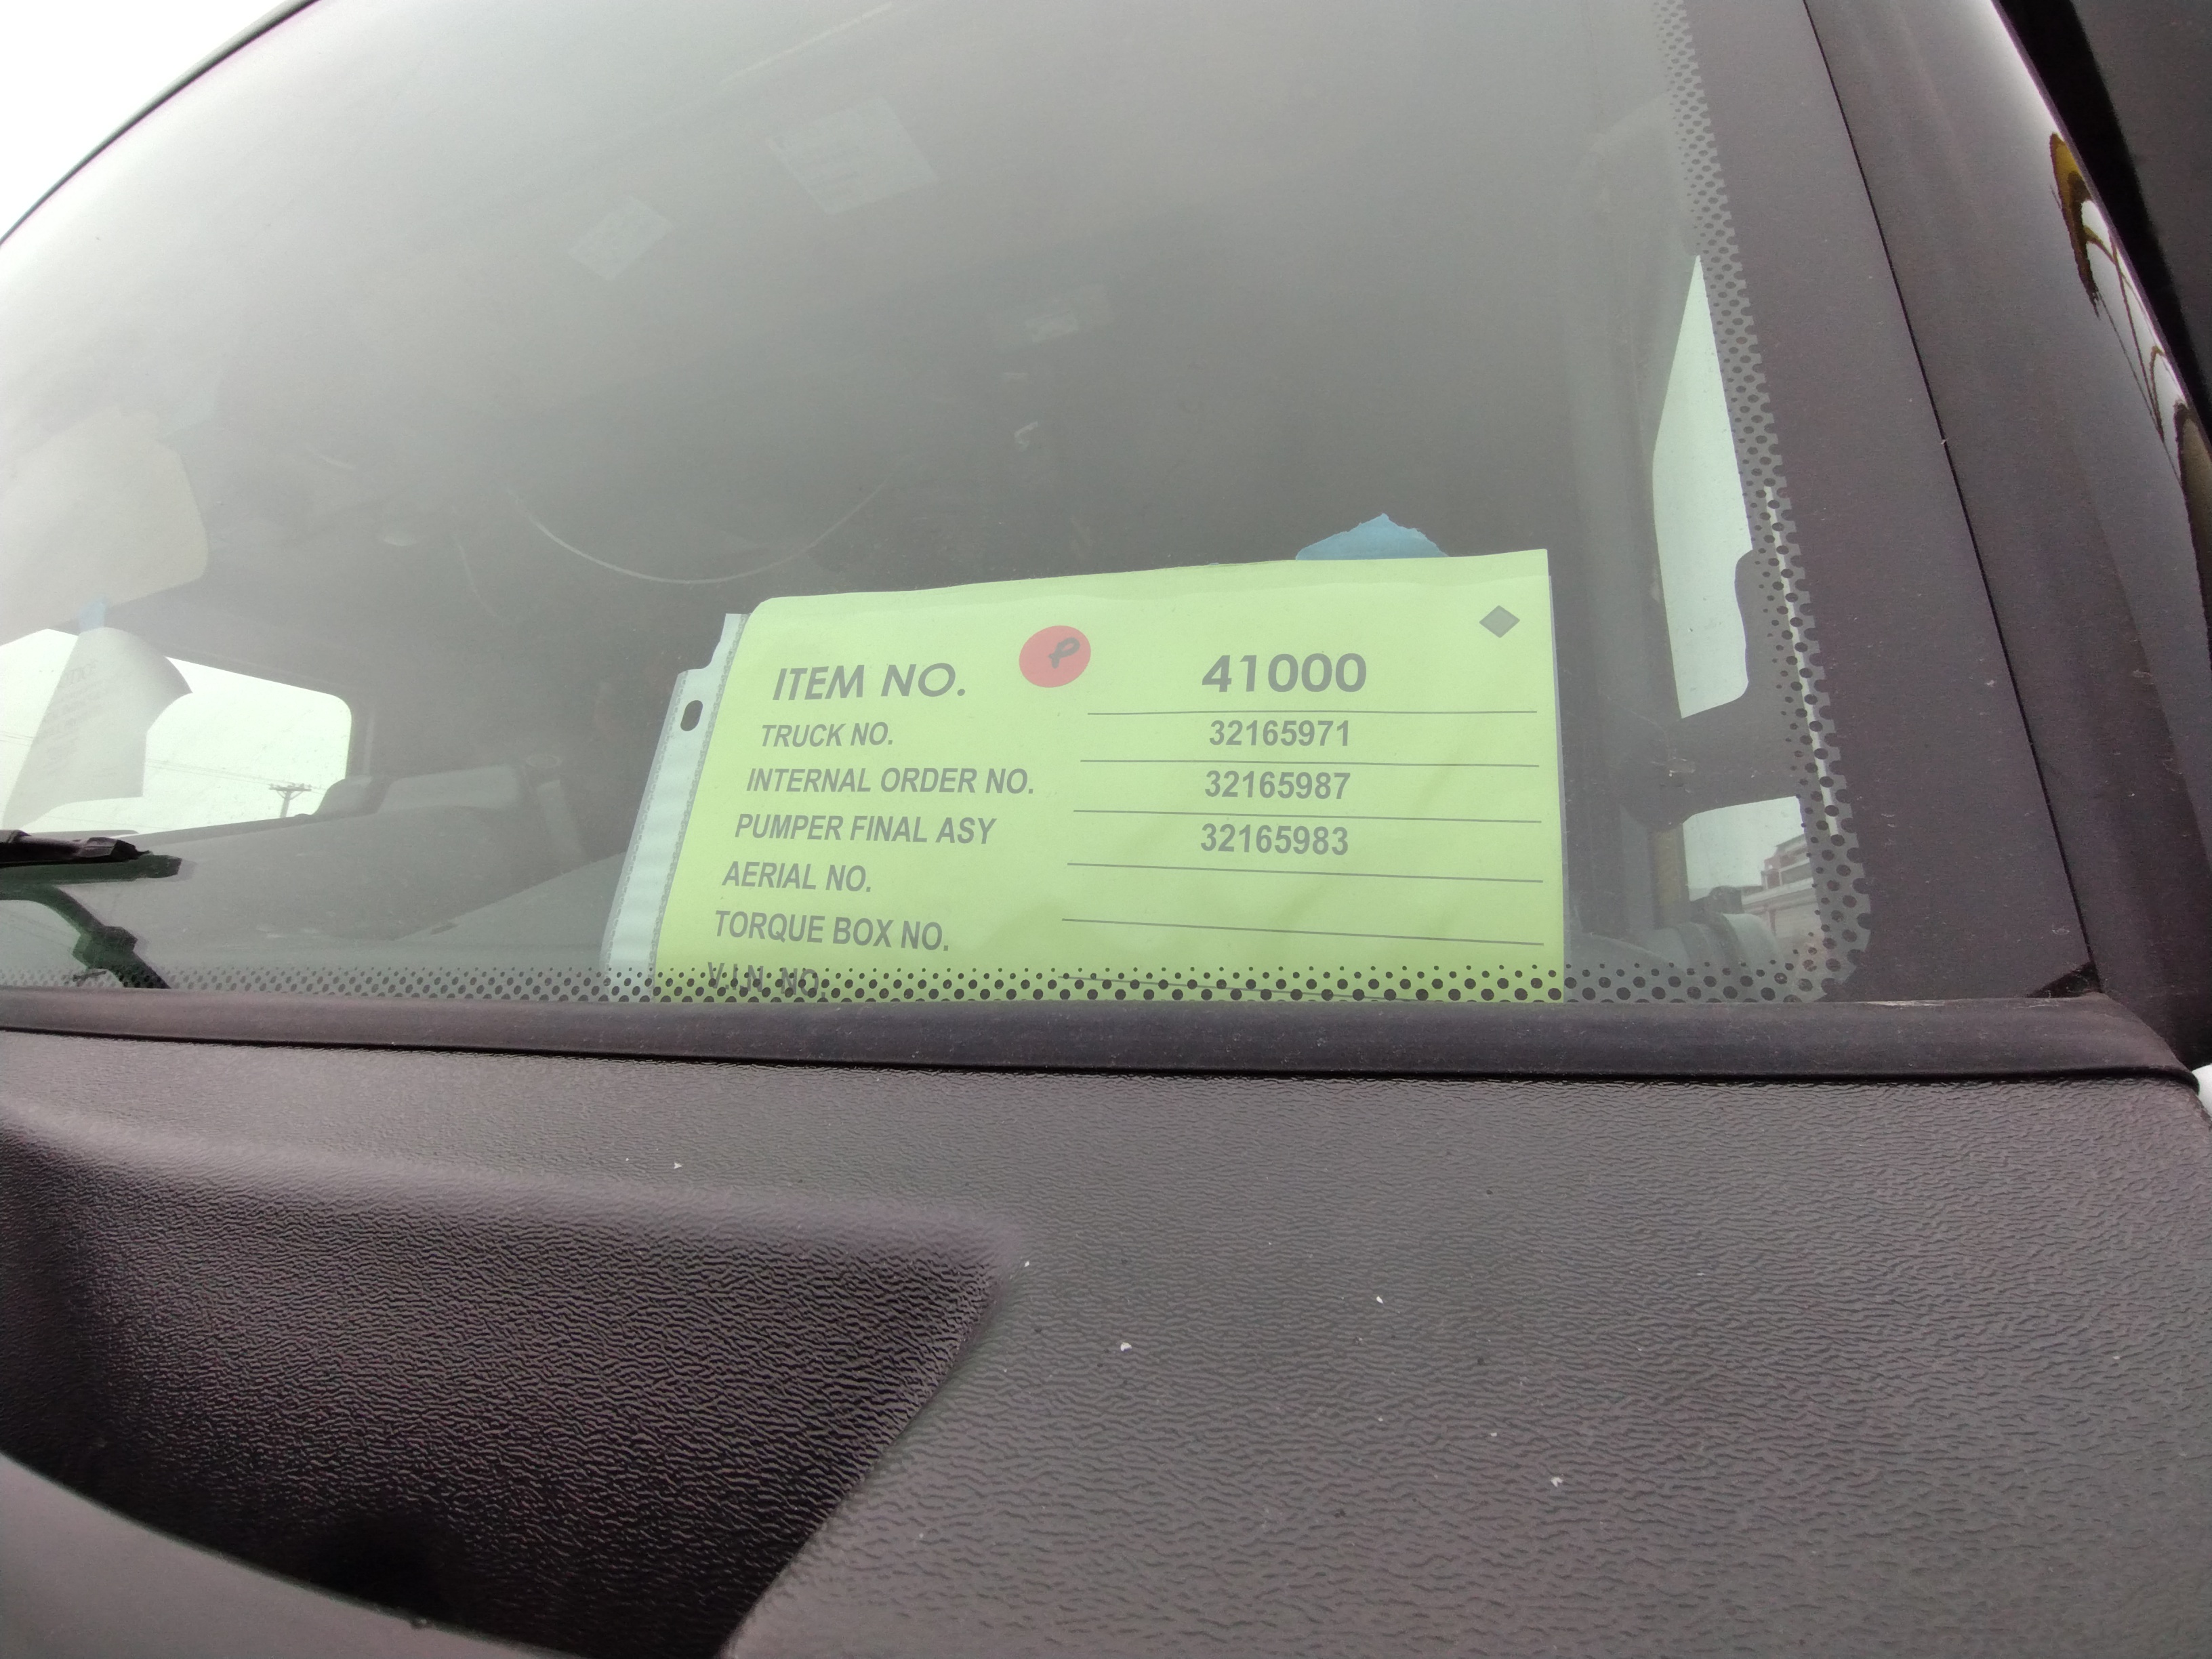 ITEM NO. P 41000
TRUCK NO. 32165971
INTERNAL ORDER NO. 32165987
PUMPER FINAL ASY 32165983
AERIAL NO.
TORQUE BOX NO.
V.I.N. NO.